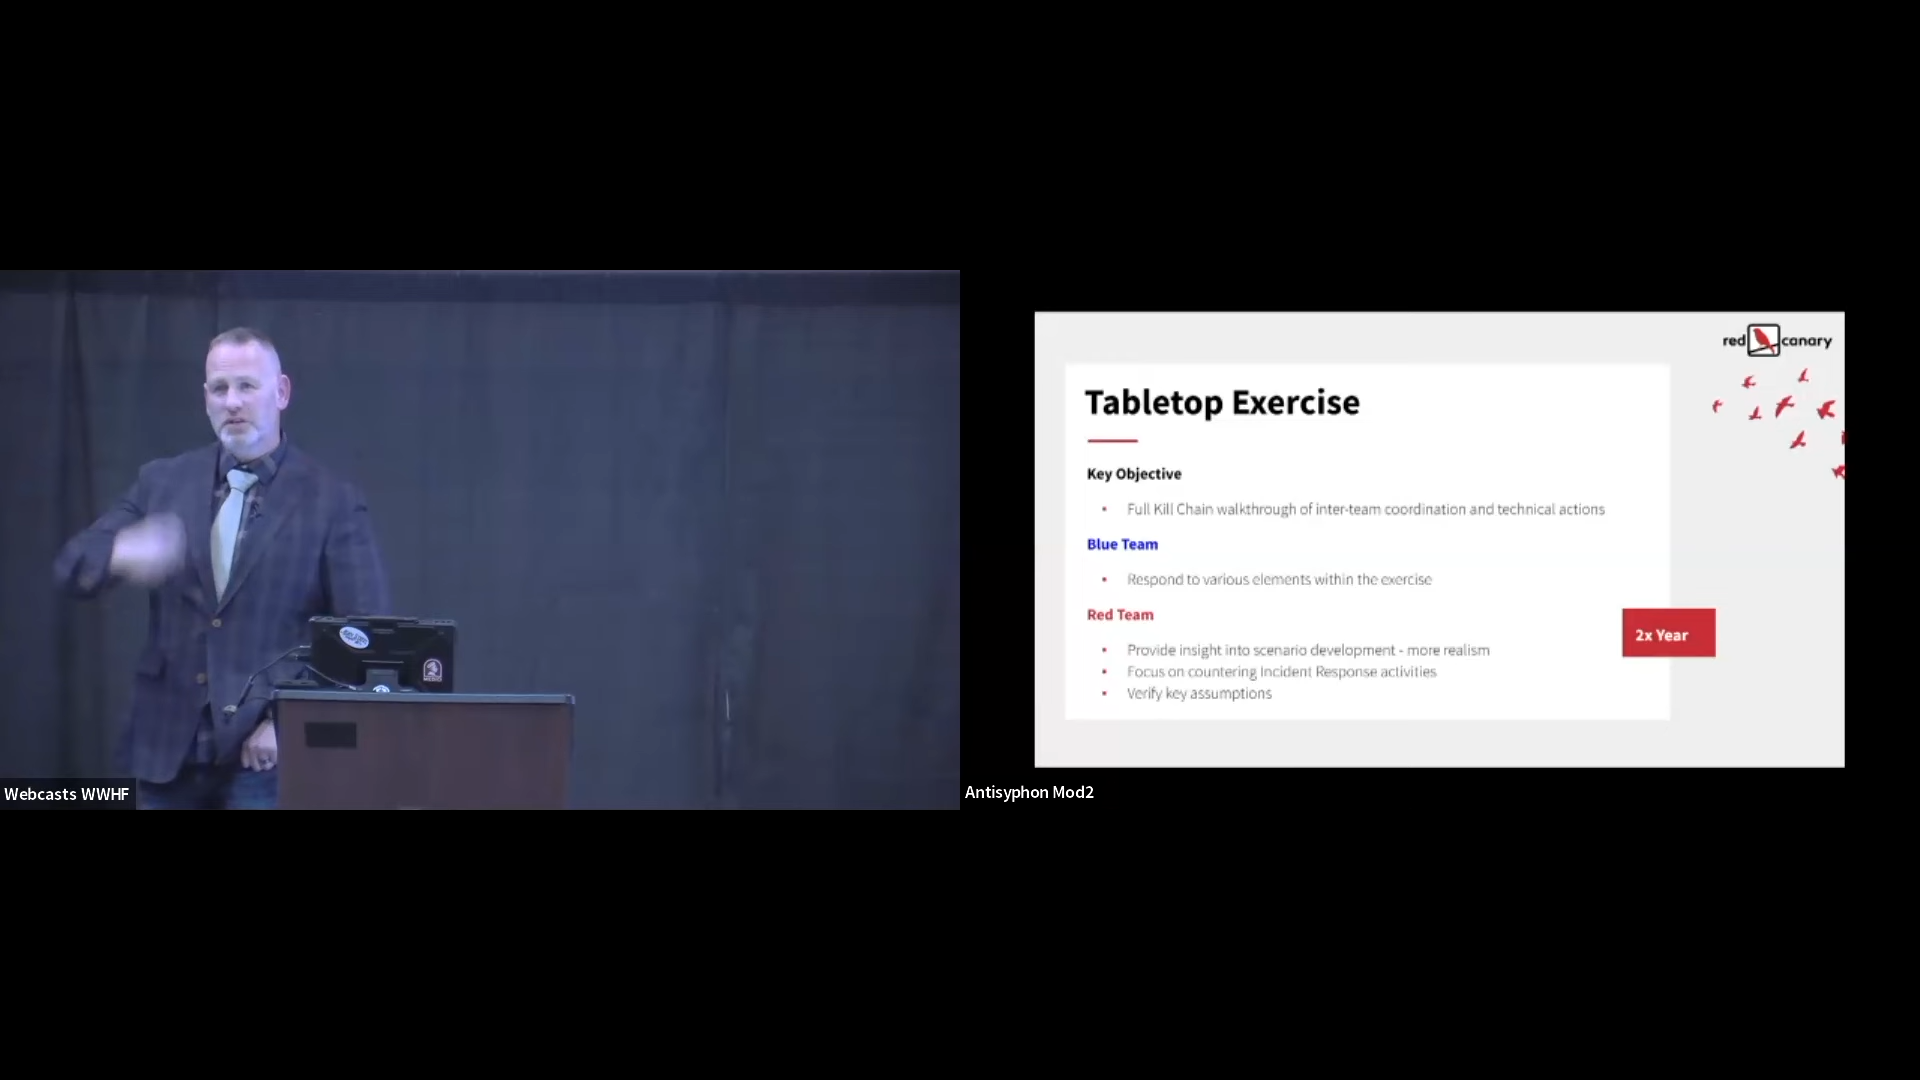 Webcasts WWHF
red canary
Tabletop Exercise
Key Objective
Full Kill Chain walkthrough of inter-team coordination and technical actions
Blue Team
Respond to various elements within the exercise
Red Team
2x Year
Provide insight into scenario development - more realism
Focus on countering Incident Response activities
Verify key assumptions
Antisyphon Mod2